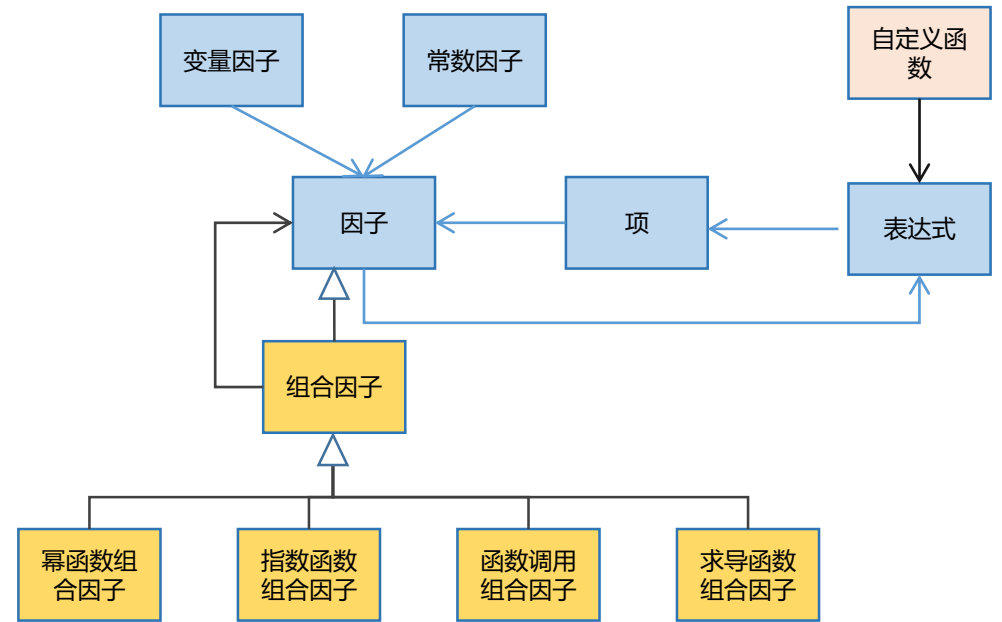 变量因子
常数因子
自定义函
数
因子
项
表达式
组合因子
幂函数组
合因子
指数函数
组合因子
函数调用
组合因子
求导函数
组合因子